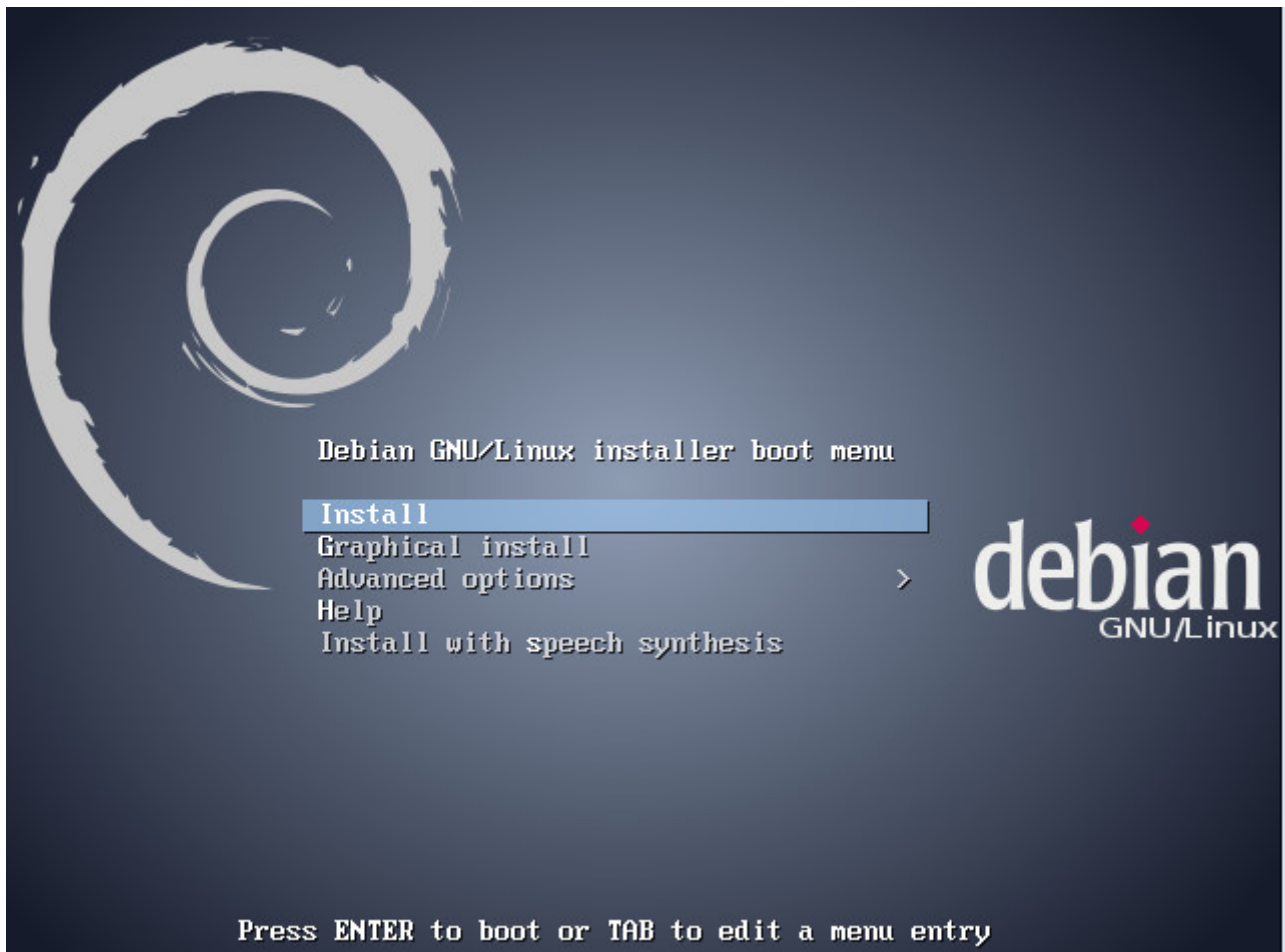 Debian GNU/Linux installer boot menu
Install
Graphical install
Advanced options >
Help
Install with speech synthesis
debian
GNU/Linux
Press ENTER to boot or TAB to edit a menu entry